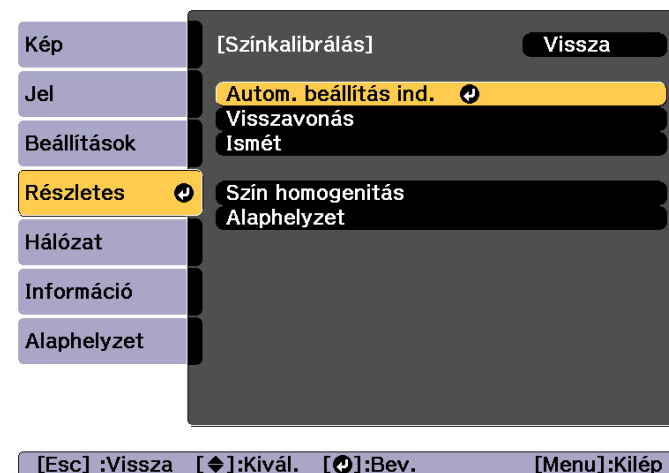 Kép
Jel
Beállítások
Részletes
Hálózat
Információ
Alaphelyzet
[Színkalibrálás] Vissza
Autom. beállítás ind.
Visszavonás
Ismét
Szín homogenitás
Alaphelyzet
[Esc] :Vissza [◆]:Kivál. [↵]:Bev. [Menu]:Kilép